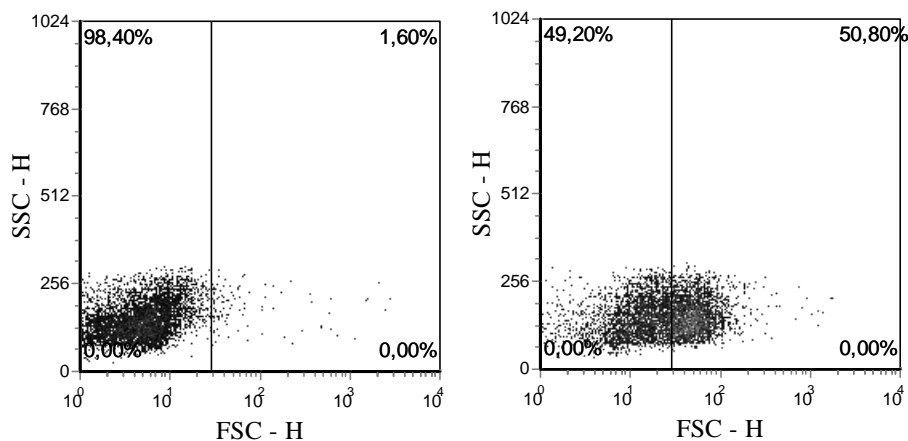 1024
98,40% 1,60%
768
512
256
0
0,00% 0,00%
SSC - H
10^0 10^1 10^2 10^3 10^4
FSC - H
1024
49,20% 50,80%
768
512
256
0
0,00% 0,00%
SSC - H
10^0 10^1 10^2 10^3 10^4
FSC - H